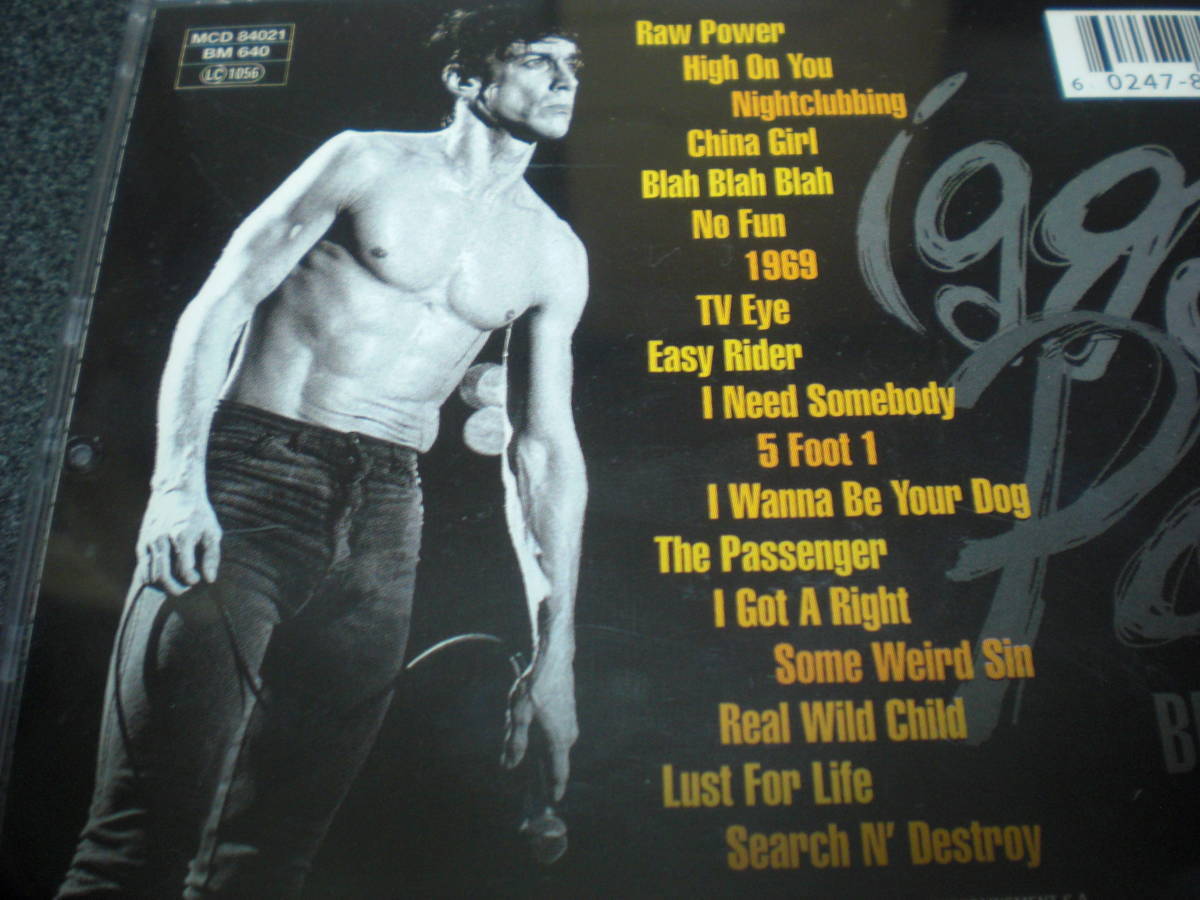 MCD 84021
BM 640
LC 1056
Raw Power
High On You
Nightclubbing
China Girl
Blah Blah Blah
No Fun
1969
TV Eye
Easy Rider
I Need Somebody
5 Foot 1
I Wanna Be Your Dog
The Passenger
I Got A Right
Some Weird Sin
Real Wild Child
Lust For Life
Search N' Destroy
6 0247-8
igg
P
B